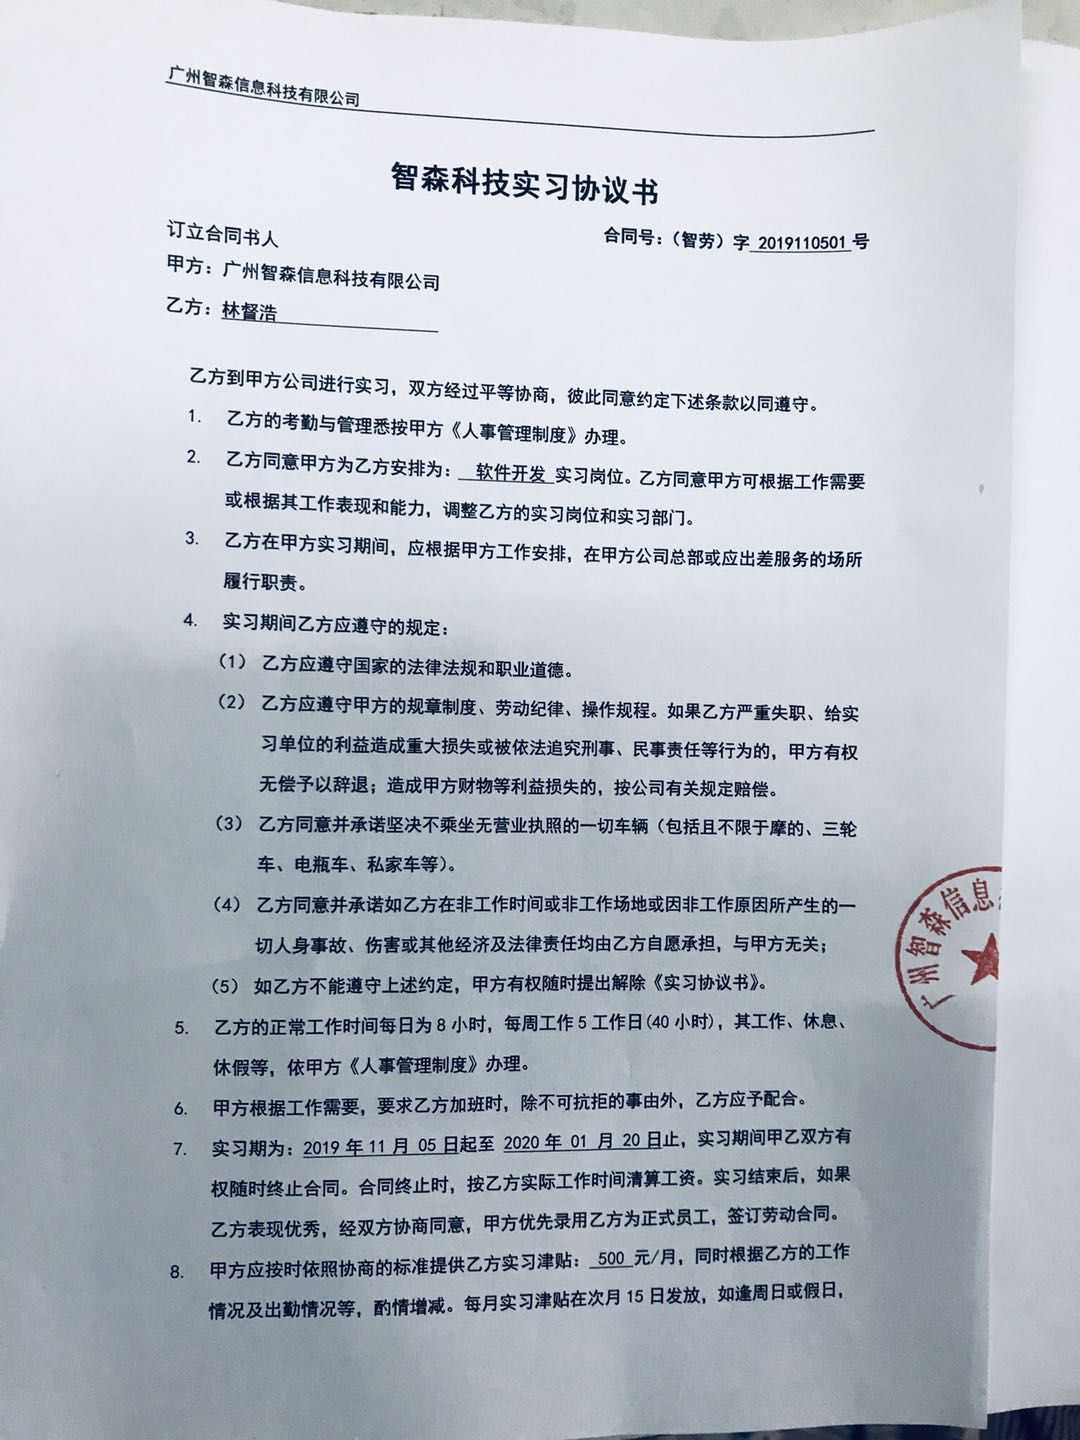 广州智森信息科技有限公司
智森科技实习协议书
订立合同书人
合同号：（智劳）字 2019110501 号
甲方：广州智森信息科技有限公司
乙方：林督浩
乙方到甲方公司进行实习，双方经过平等协商，彼此同意约定下述条款以同遵守。
1. 乙方的考勤与管理悉按甲方《人事管理制度》办理。
2. 乙方同意甲方为乙方安排为： 软件开发 实习岗位。乙方同意甲方可根据工作需要
或根据其工作表现和能力，调整乙方的实习岗位和实习部门。
3. 乙方在甲方实习期间，应根据甲方工作安排，在甲方公司总部或应出差服务的场所
履行职责。
4. 实习期间乙方应遵守的规定：
（1） 乙方应遵守国家的法律法规和职业道德。
（2） 乙方应遵守甲方的规章制度、劳动纪律、操作规程。如果乙方严重失职、给实
习单位的利益造成重大损失或被依法追究刑事、民事责任等行为的，甲方有权
无偿予以辞退；造成甲方财物等利益损失的，按公司有关规定赔偿。
（3） 乙方同意并承诺坚决不乘坐无营业执照的一切车辆（包括且不限于摩的、三轮
车、电瓶车、私家车等）。
（4） 乙方同意并承诺如乙方在非工作时间或非工作场地或因非工作原因所产生的一
切人身事故、伤害或其他经济及法律责任均由乙方自愿承担，与甲方无关；
（5） 如乙方不能遵守上述约定，甲方有权随时提出解除《实习协议书》。
5. 乙方的正常工作时间每日为 8 小时，每周工作 5 工作日(40 小时)，其工作、休息、
休假等，依甲方《人事管理制度》办理。
6. 甲方根据工作需要，要求乙方加班时，除不可抗拒的事由外，乙方应予配合。
7. 实习期为：2019 年 11 月 05 日起至 2020 年 01 月 20 日止，实习期间甲乙双方有
权随时终止合同。合同终止时，按乙方实际工作时间清算工资。实习结束后，如果
乙方表现优秀，经双方协商同意，甲方优先录用乙方为正式员工，签订劳动合同。
8. 甲方应按时依照协商的标准提供乙方实习津贴： 500 元/月，同时根据乙方的工作
情况及出勤情况等，酌情增减。每月实习津贴在次月 15 日发放，如逢周日或假日，
广州智森信息